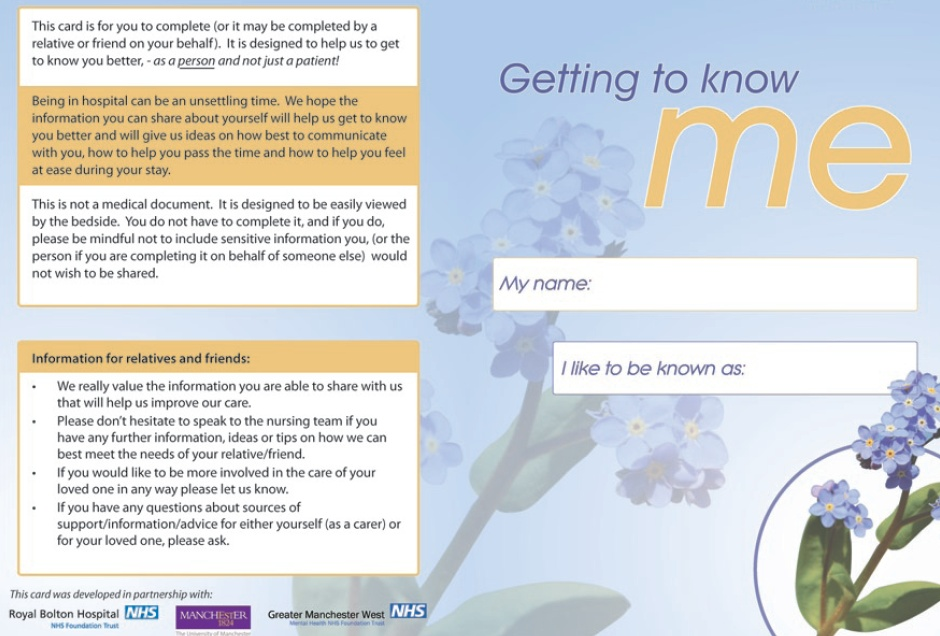 This card is for you to complete (or it may be completed by a
relative or friend on your behalf).  It is designed to help us to get
to know you better, - as a person and not just a patient!
Being in hospital can be an unsettling time.  We hope the
information you can share about yourself will help us get to know
you better and will give us ideas on how best to communicate
with you, how to help you pass the time and how to help you feel
at ease during your stay.
This is not a medical document.  It is designed to be easily viewed
by the bedside.  You do not have to complete it, and if you do,
please be mindful not to include sensitive information you, (or the
person if you are completing it on behalf of someone else)  would
not wish to be shared.
Information for relatives and friends:
• We really value the information you are able to share with us
that will help us improve our care.
• Please don't hesitate to speak to the nursing team if you
have any further information, ideas or tips on how we can
best meet the needs of your relative/friend.
• If you would like to be more involved in the care of your
loved one in any way please let us know.
• If you have any questions about sources of
support/information/advice for either yourself (as a carer) or
for your loved one, please ask.
This card was developed in partnership with:
Royal Bolton Hospital NHS
NHS Foundation Trust
MANCHESTER
1824
The University of Manchester
Greater Manchester West NHS
Mental Health NHS Foundation Trust
Getting to know
me
My name:
I like to be known as: